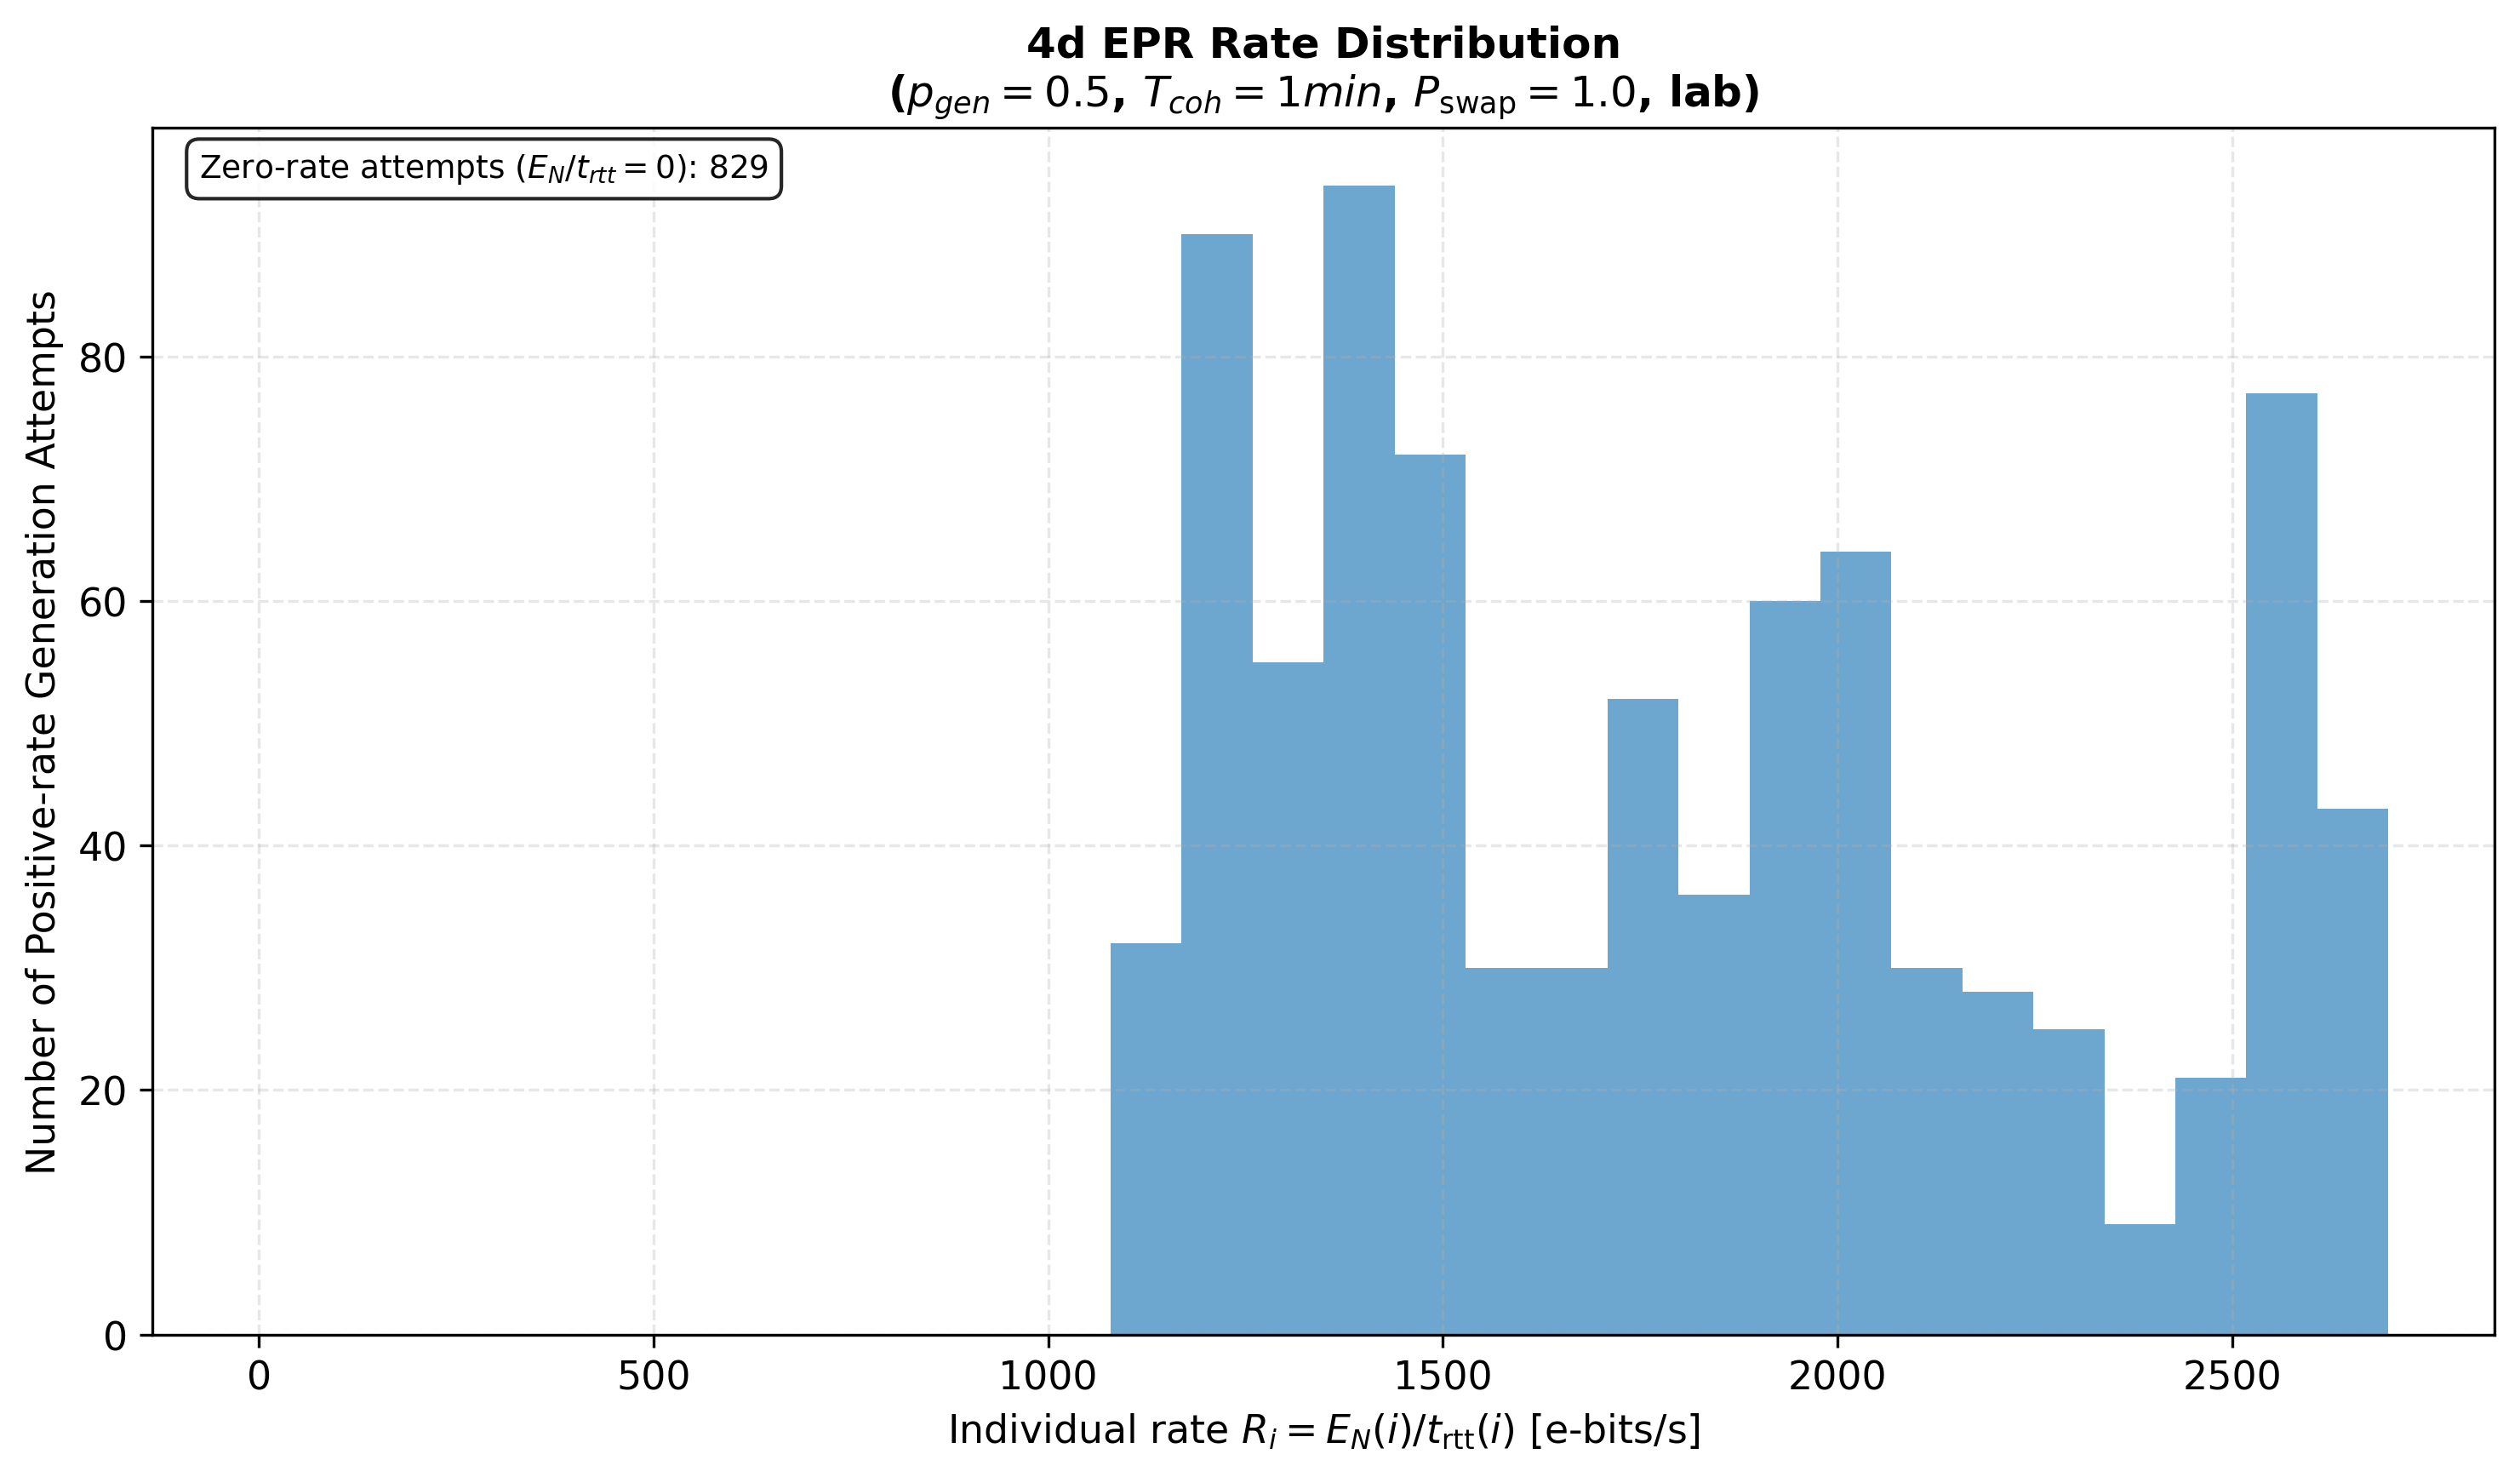 4d EPR Rate Distribution
(p_gen = 0.5, T_coh = 1min, P_swap = 1.0, lab)
Zero-rate attempts (E_N/t_rtt = 0): 829
Number of Positive-rate Generation Attempts
80
60
40
20
0
0 500 1000 1500 2000 2500
Individual rate R_i = E_N(i)/t_rtt(i) [e-bits/s]